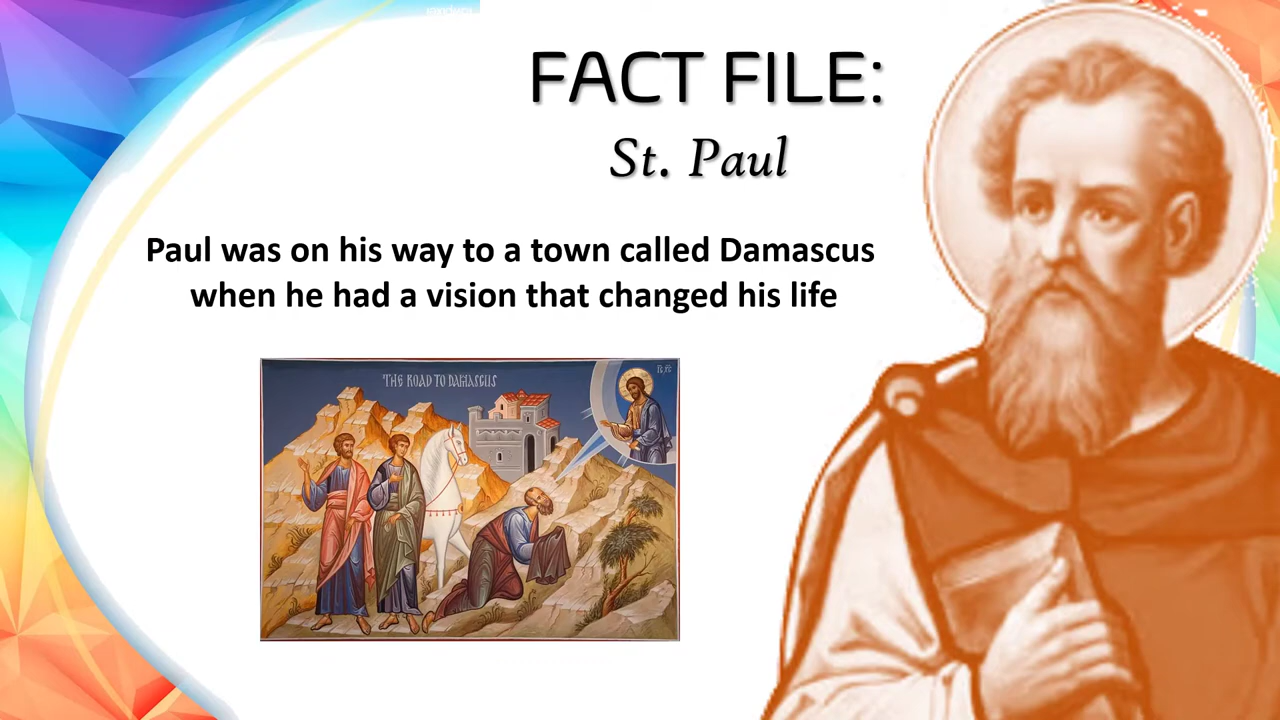 FACT FILE:
St. Paul
Paul was on his way to a town called Damascus
when he had a vision that changed his life
THE ROAD TO DAMASCUS